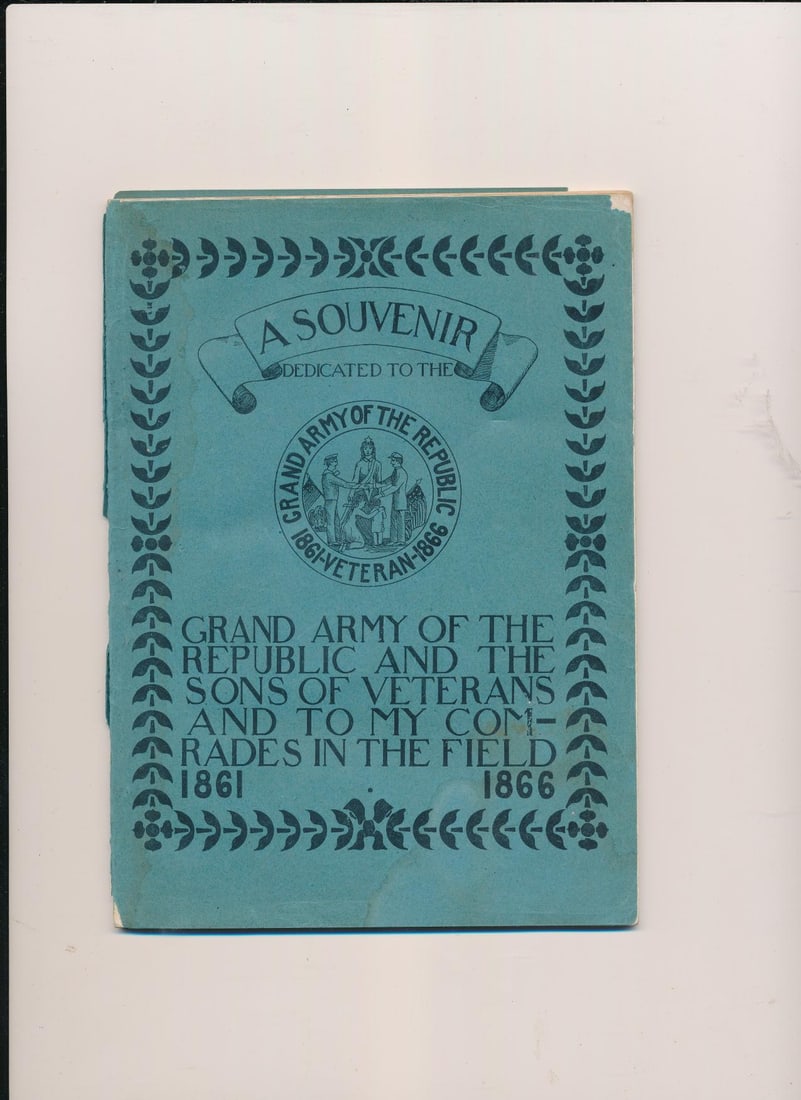 A SOUVENIR
DEDICATED TO THE
GRAND ARMY OF THE REPUBLIC
1861-VETERAN-1866
GRAND ARMY OF THE
REPUBLIC AND THE
SONS OF VETERANS
AND TO MY COM-
RADES IN THE FIELD
1861 1866